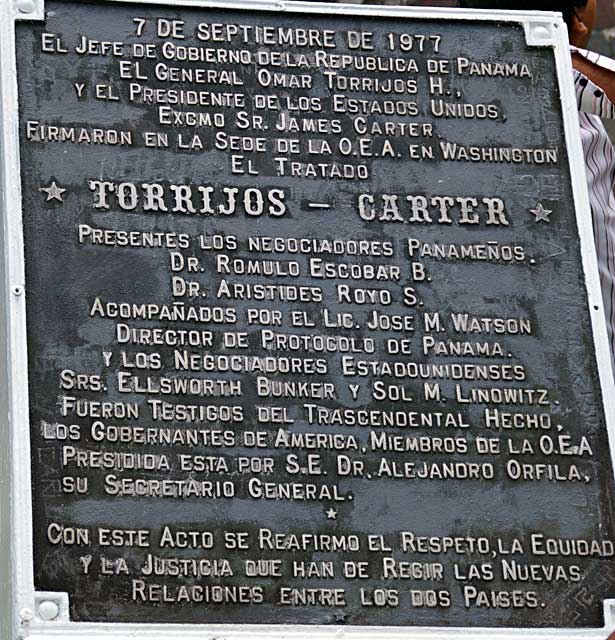 7 DE SEPTIEMBRE DE 1977
EL JEFE DE GOBIERNO DE LA REPUBLICA DE PANAMA
EL GENERAL OMAR TORRIJOS H.,
Y EL PRESIDENTE DE LOS ESTADOS UNIDOS,
EXCMO SR. JAMES CARTER.
FIRMARON EN LA SEDE DE LA O.E.A. EN WASHINGTON
EL TRATADO
TORRIJOS – CARTER
PRESENTES LOS NEGOCIADORES PANAMEÑOS.
DR. ROMULO ESCOBAR B.
DR. ARISTIDES ROYO S.
ACOMPAÑADOS POR EL LIC. JOSE M. WATSON
DIRECTOR DE PROTOCOLO DE PANAMA.
Y LOS NEGOCIADORES ESTADOUNIDENSES
SRS. ELLSWORTH BUNKER Y SOL M. LINOWITZ.
FUERON TESTIGOS DEL TRASCENDENTAL HECHO,
LOS GOBERNANTES DE AMERICA, MIEMBROS DE LA O.E.A
PRESIDIDA ESTA POR S.E. DR. ALEJANDRO ORFILA,
SU SECRETARIO GENERAL.
CON ESTE ACTO SE REAFIRMO EL RESPETO, LA EQUIDAD
Y LA JUSTICIA QUE HAN DE REGIR LAS NUEVAS
RELACIONES ENTRE LOS DOS PAISES.